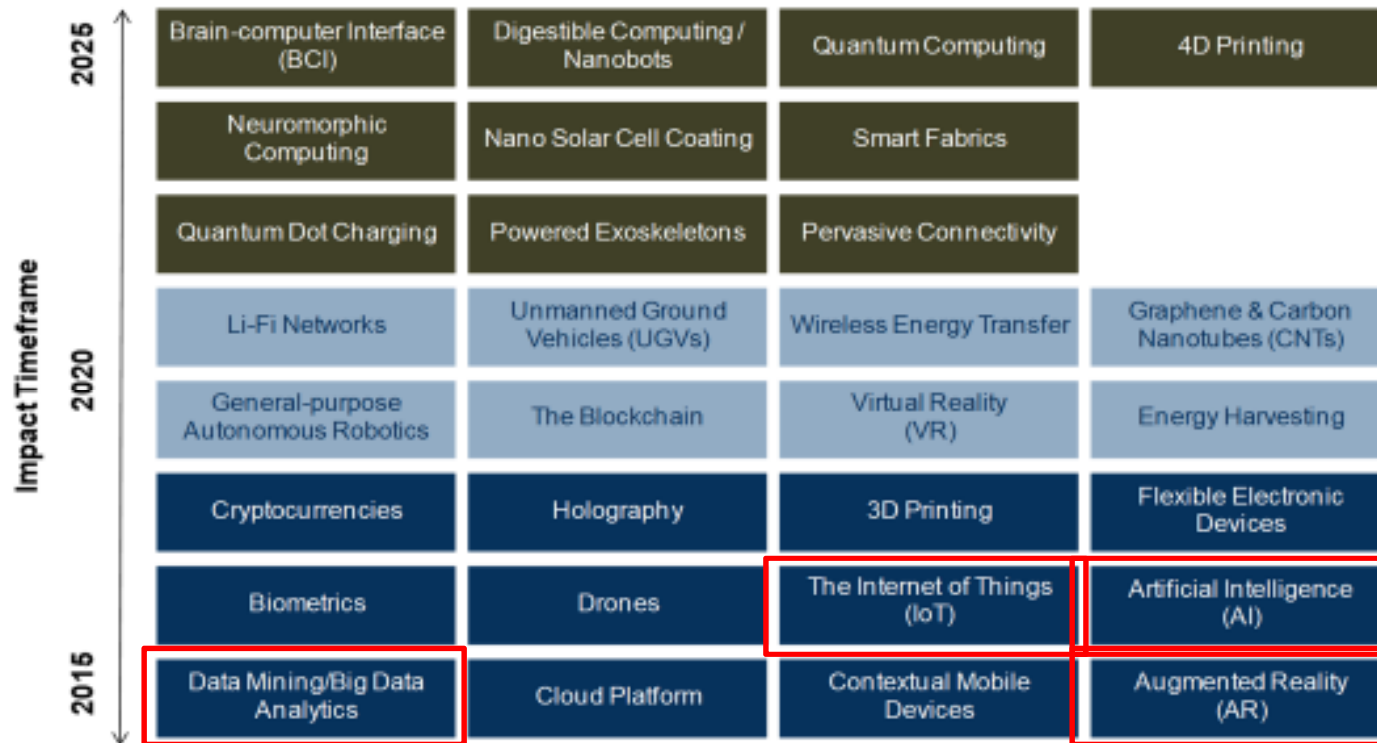 Impact Timeframe
2025
Brain-computer Interface
(BCI)
Digestible Computing /
Nanobots
Quantum Computing
4D Printing
Neuromorphic
Computing
Nano Solar Cell Coating
Smart Fabrics
Quantum Dot Charging
Powered Exoskeletons
Pervasive Connectivity
2020
Li-Fi Networks
Unmanned Ground
Vehicles (UGVs)
Wireless Energy Transfer
Graphene & Carbon
Nanotubes (CNTs)
General-purpose
Autonomous Robotics
The Blockchain
Virtual Reality
(VR)
Energy Harvesting
Cryptocurrencies
Holography
3D Printing
Flexible Electronic
Devices
Biometrics
Drones
The Internet of Things
(IoT)
Artificial Intelligence
(AI)
2015
Data Mining/Big Data
Analytics
Cloud Platform
Contextual Mobile
Devices
Augmented Reality
(AR)